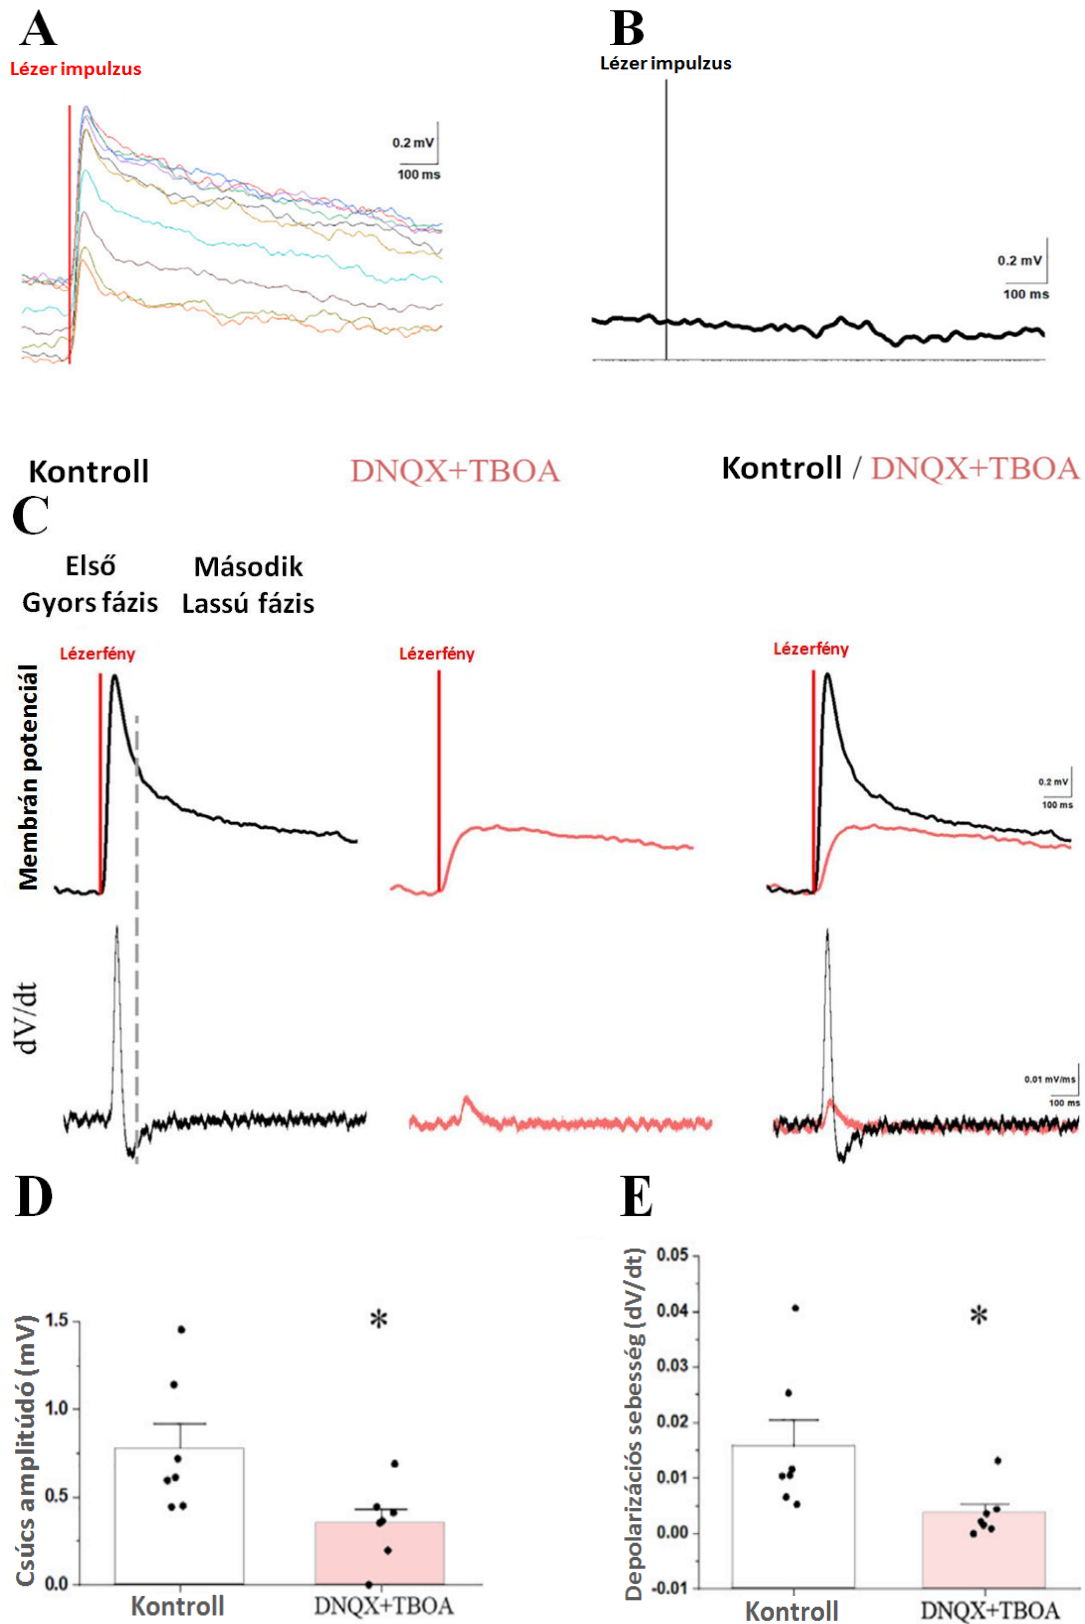 A
Lézer impulzus
0.2 mV
100 ms
B
Lézer impulzus
0.2 mV
100 ms
Kontroll
DNQX+TBOA
Kontroll / DNQX+TBOA
C
Első
Gyors fázis
Második
Lassú fázis
Membrán potenciál
Lézerfény
Lézerfény
Lézerfény
0.2 mV
100 ms
dV/dt
0.01 mV/ms
100 ms
D
Csúcs amplitúdó (mV)
1.5
1.0
0.5
0.0
*
Kontroll
DNQX+TBOA
E
Depolarizációs sebesség (dV/dt)
0.05
0.04
0.03
0.02
0.01
0.00
-0.01
*
Kontroll
DNQX+TBOA